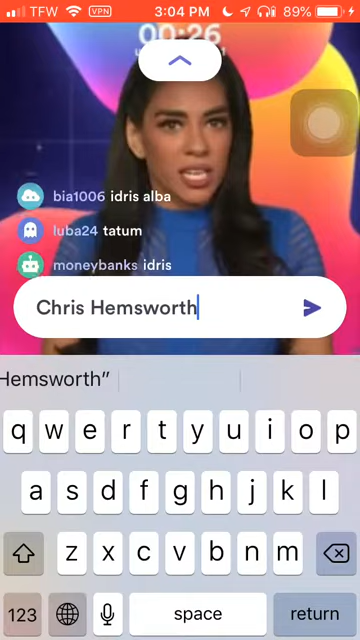 TFW VPN 3:04 PM 89%
00:26
bia1006 idris alba
luba24 tatum
moneybanks idris
Chris Hemsworth
Hemsworth”
q w e r t y u i o p
a s d f g h j k l
z x c v b n m
123 space return